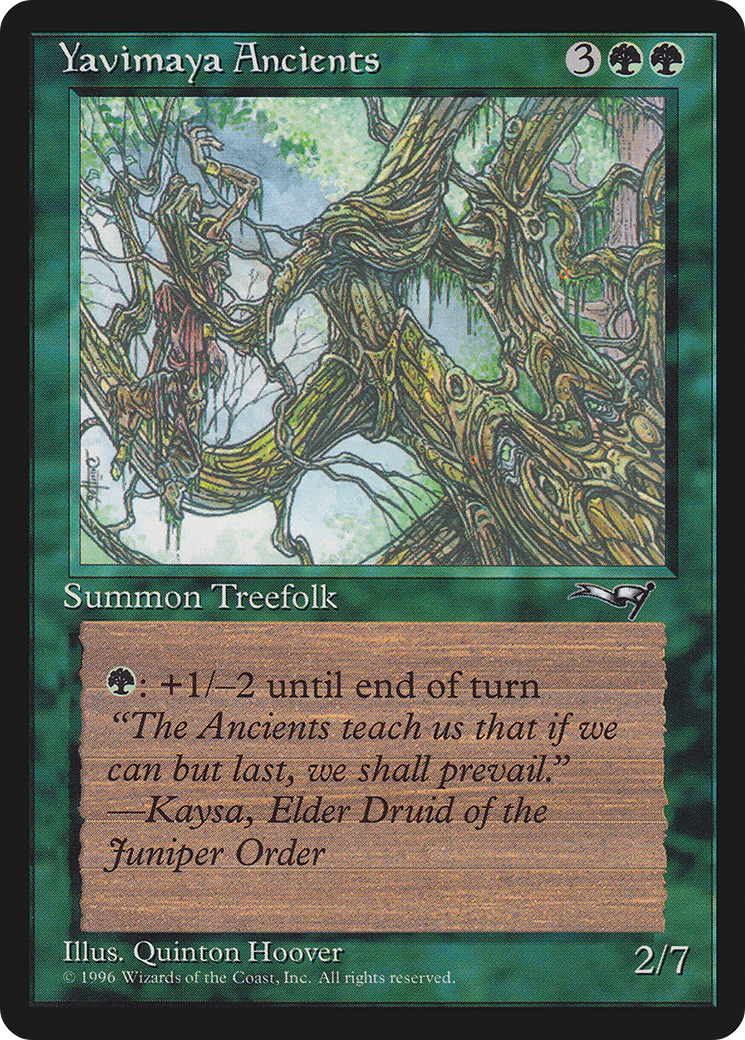 Yavimaya Ancients
3
Summon Treefolk
: +1/–2 until end of turn
“The Ancients teach us that if we
can but last, we shall prevail.”
—Kaysa, Elder Druid of the
Juniper Order
Illus. Quinton Hoover
2/7
© 1996 Wizards of the Coast, Inc. All rights reserved.